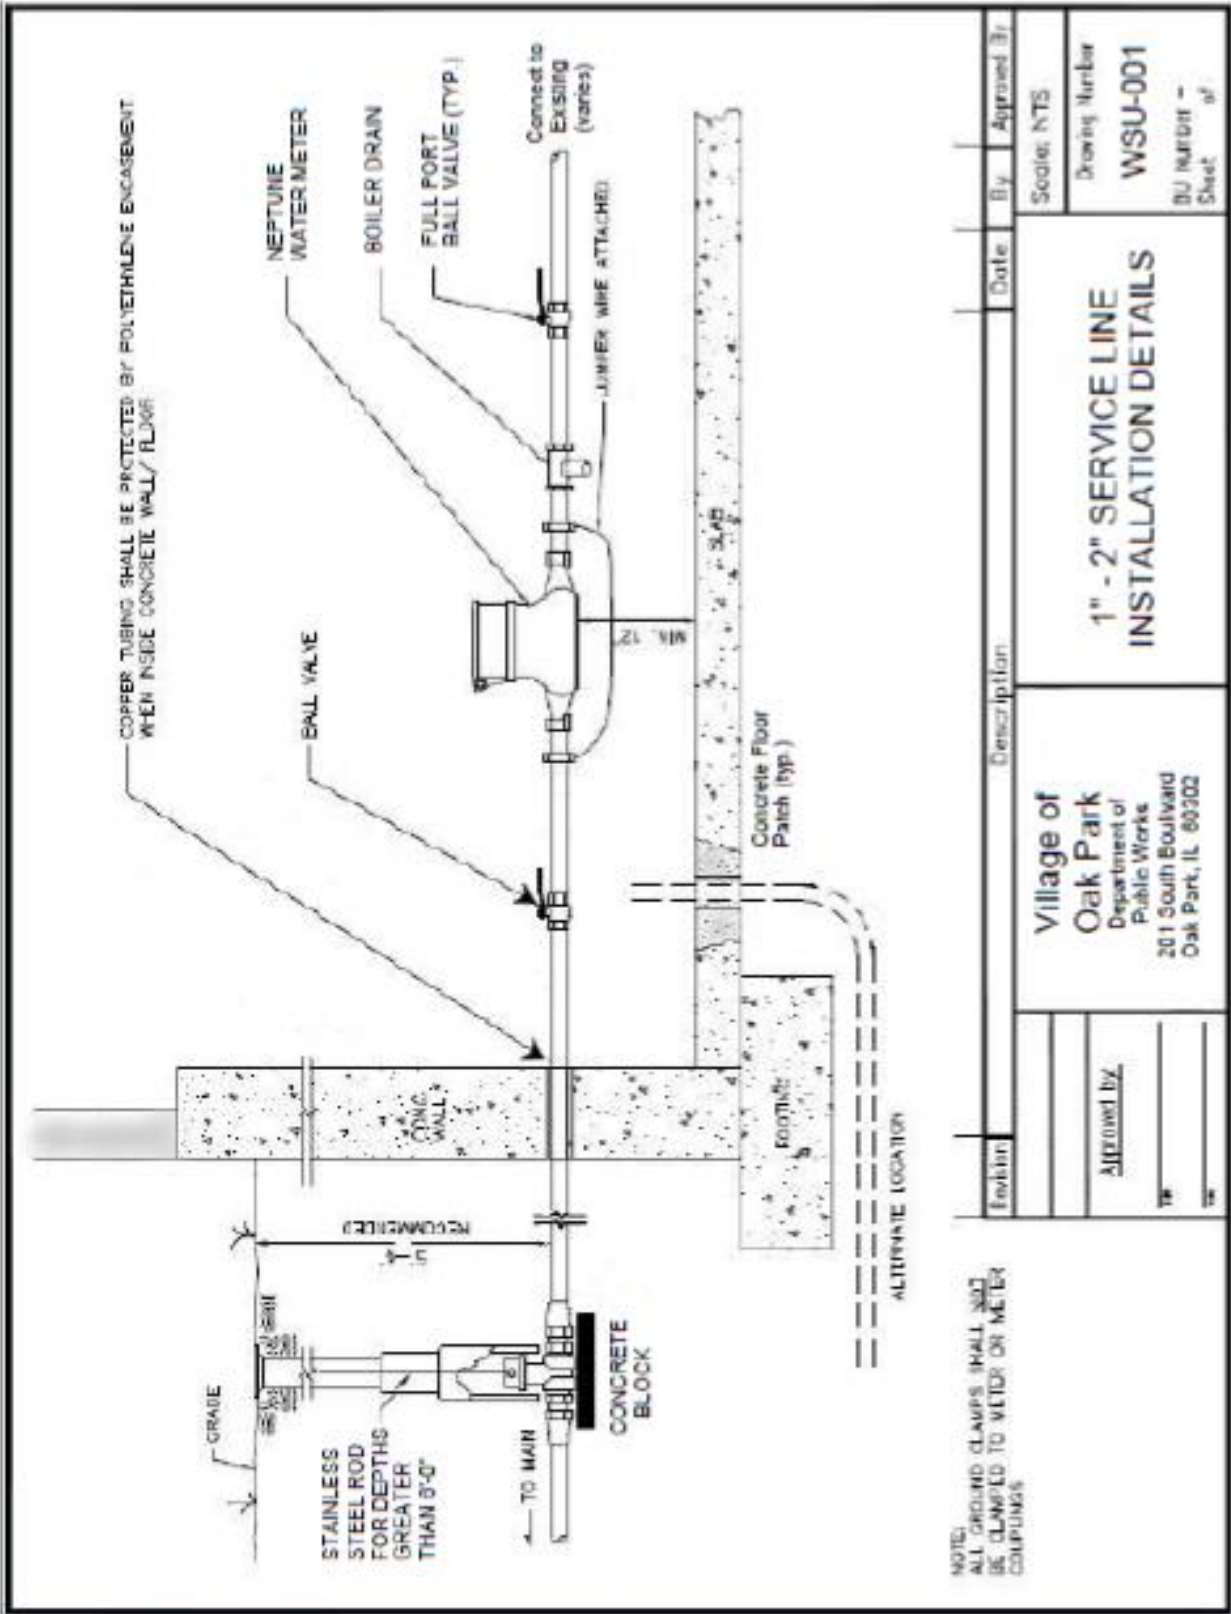 COPPER TUBING SHALL BE PROTECTED BY POLYETHYLENE ENCASEMENT
WHEN INSIDE CONCRETE WALL/ FLOOR
NEPTUNE
WATER METER
BOILER DRAIN
FULL PORT
BALL VALVE (TYP.)
Connect to
Existing
(varies)
BALL VALVE
JUMPER WIRE ATTACHED
GRADE
STAINLESS
STEEL ROD
FOR DEPTHS
GREATER
THAN
RECOMMENDED
CONC.
WALL
MIN. 12"
SLAB
TO MAIN
CONCRETE
BLOCK
FOOTING
Concrete Floor
Patch (typ.)
ALTERNATE LOCATION
NOTE:
ALL GROUND CLAMPS SHALL NOT
BE CLAMPED TO METER OR METER
COUPLINGS
Revision
Description
Date
By
Approved By
Approved by:
Village of
Oak Park
Department of
Public Works
201 South Boulevard
Oak Park, IL 60302
1" - 2" SERVICE LINE
INSTALLATION DETAILS
Scale: NTS
Drawing Number
WSU-001
Number -
Sheet of